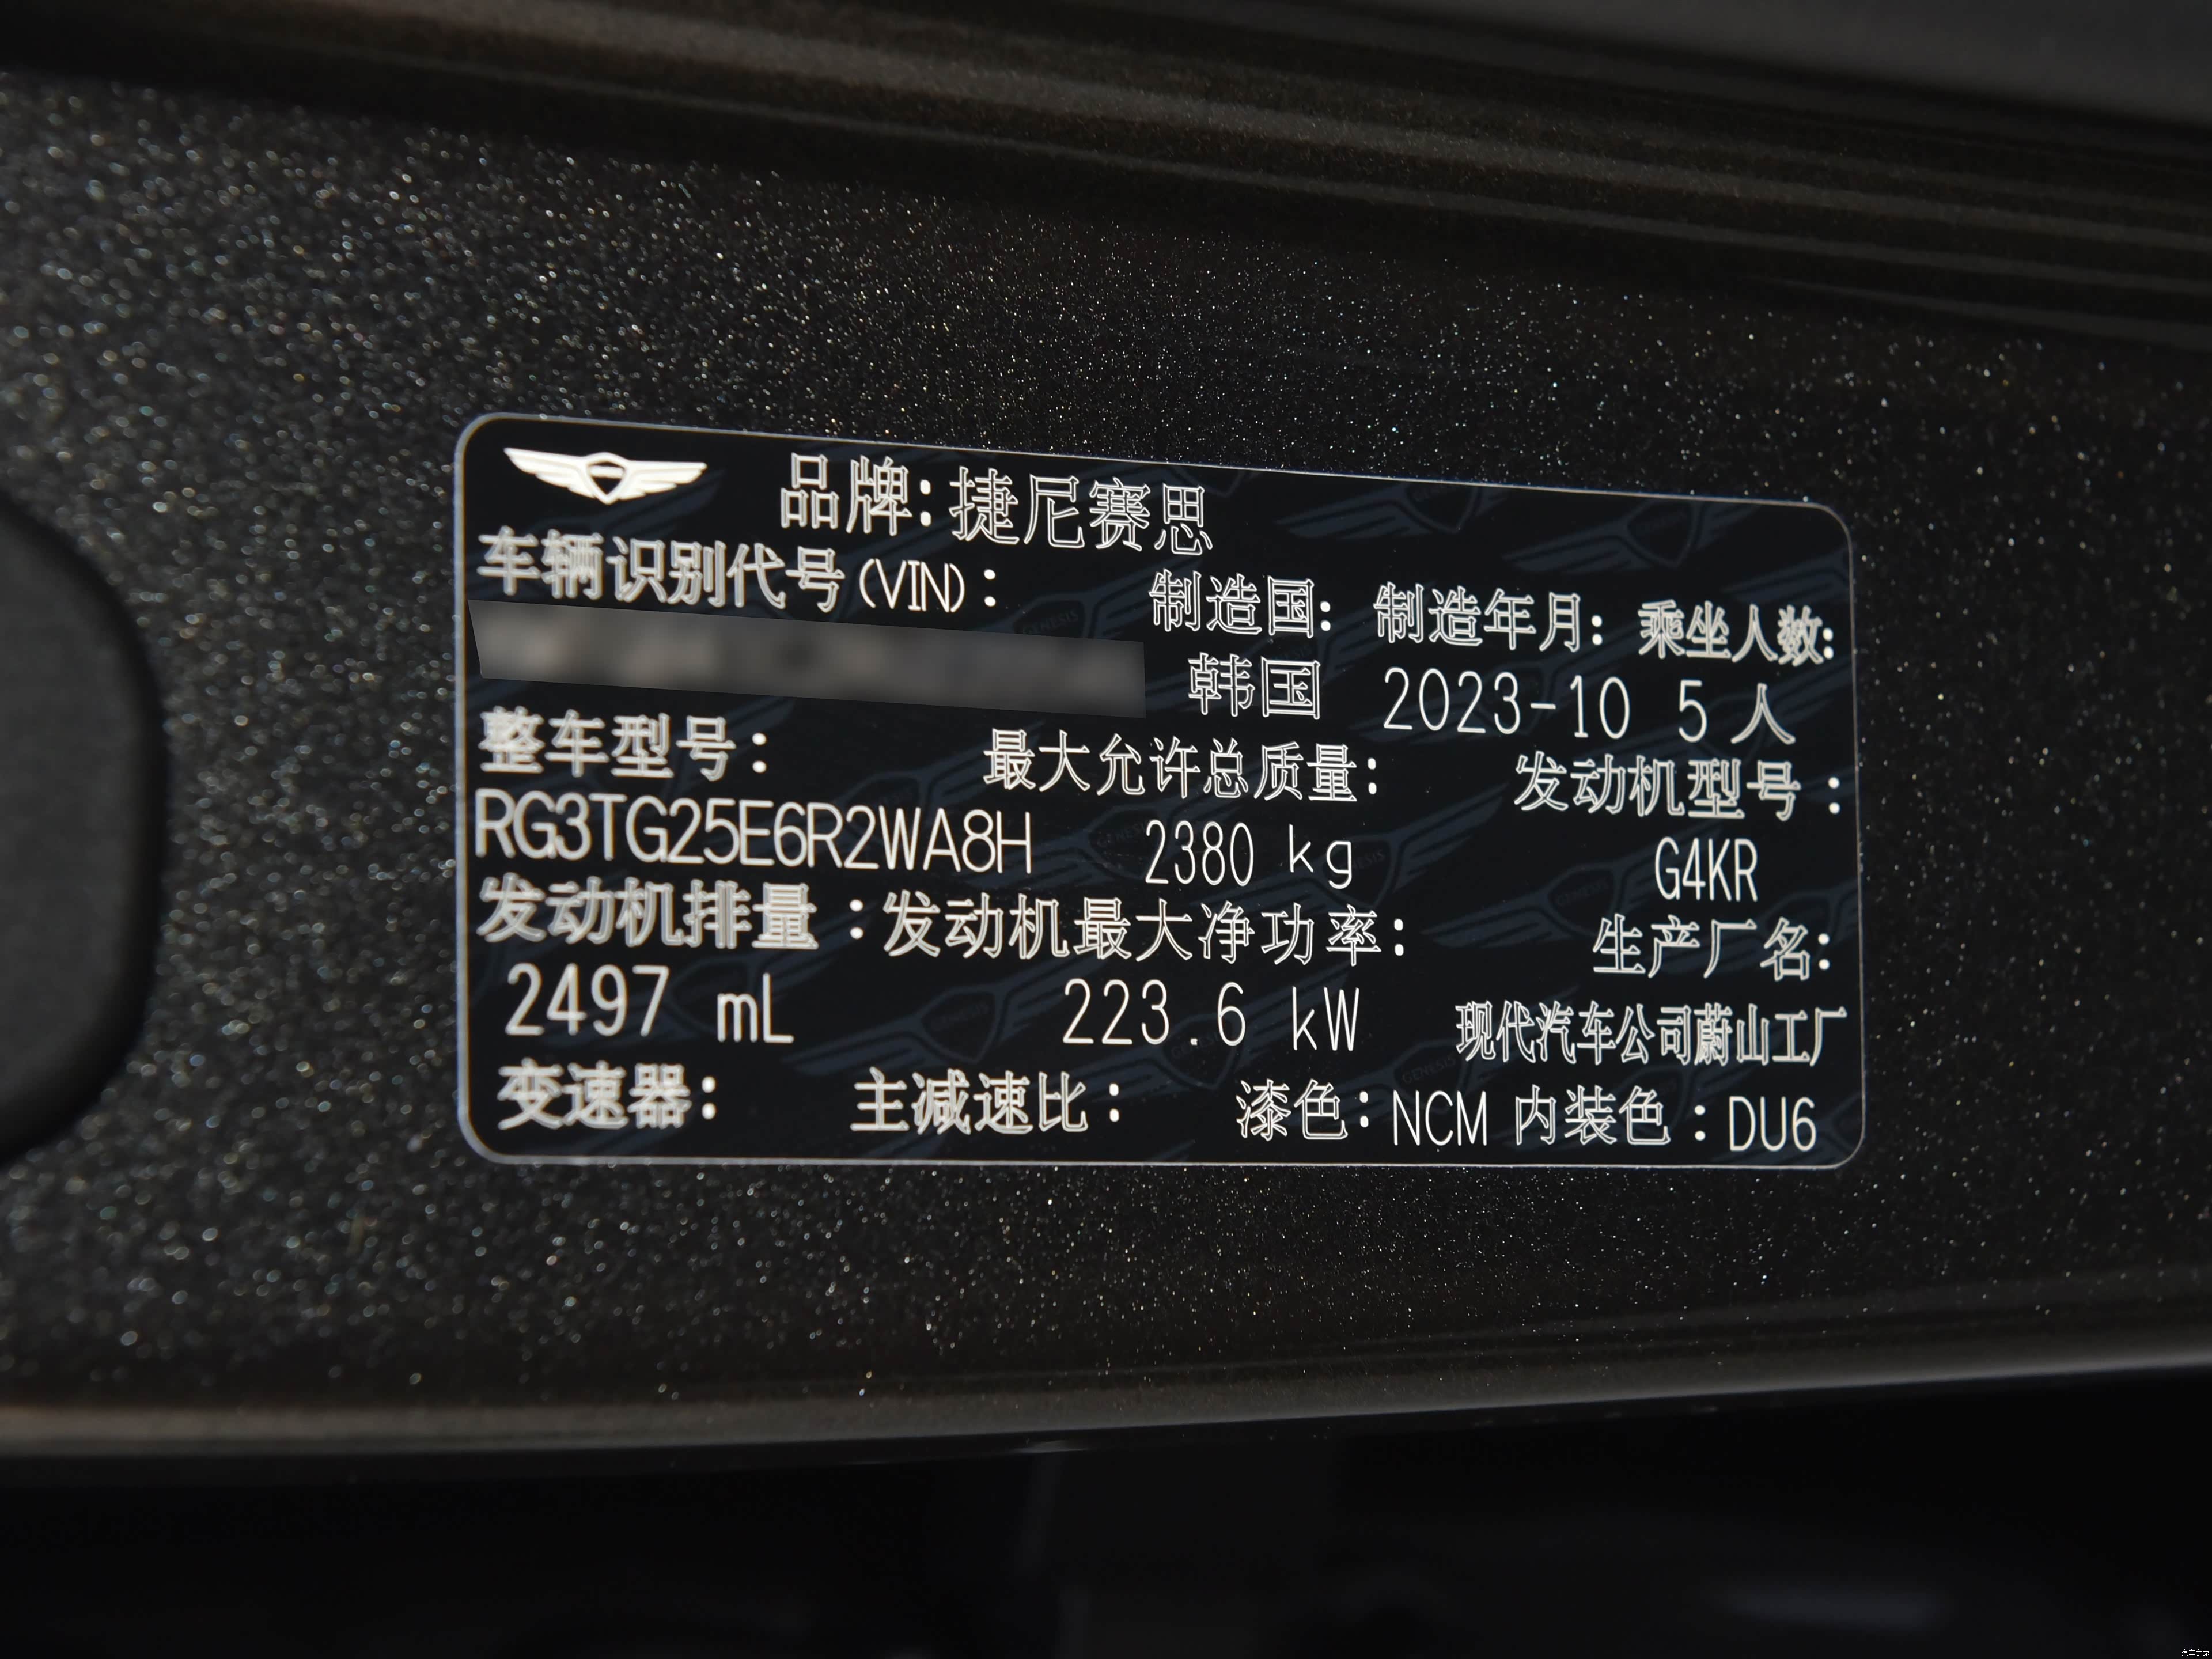 品牌:捷尼赛思
车辆识别代号(VIN): 制造国: 制造年月: 乘坐人数:
韩国 2023-10 5 人
整车型号: 最大允许总质量: 发动机型号:
RG3TG25E6R2WA8H 2380 kg G4KR
发动机排量:发动机最大净功率: 生产厂名:
2497 mL 223.6 kW 现代汽车公司蔚山工厂
变速器: 主减速比: 漆色:NCM 内装色:DU6
汽车之家